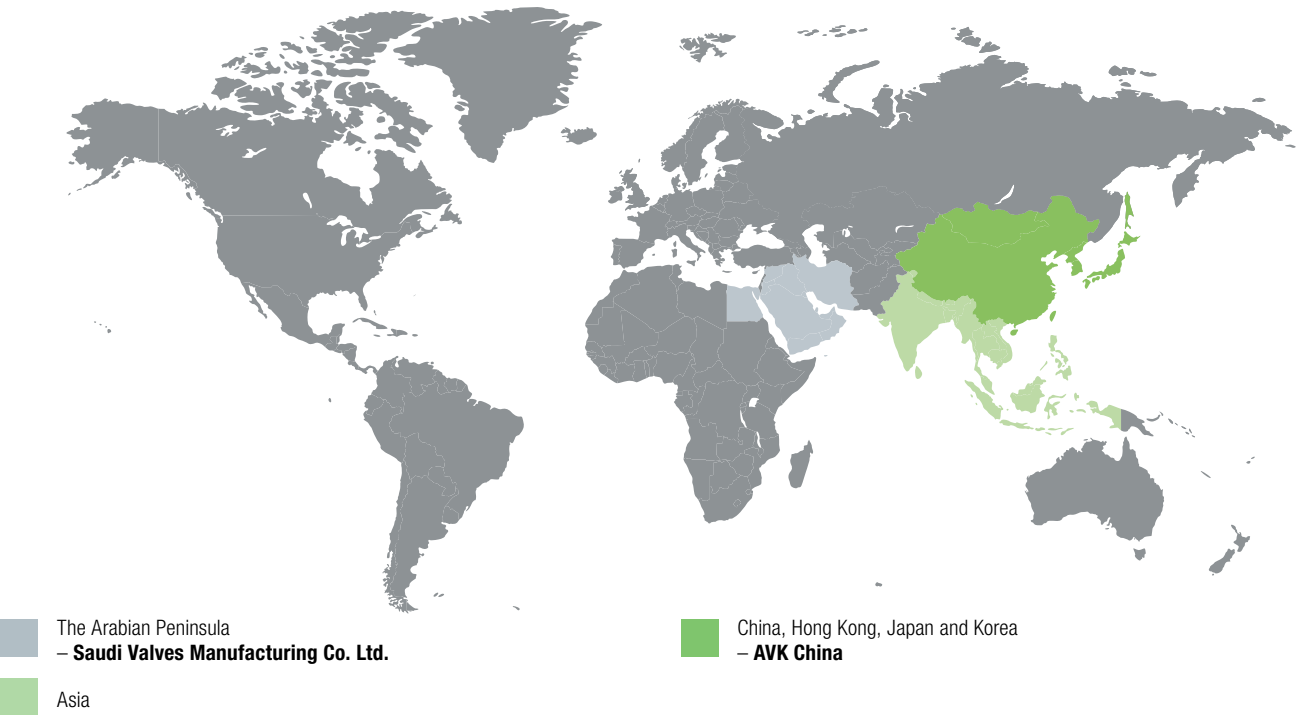 The Arabian Peninsula
– Saudi Valves Manufacturing Co. Ltd.
Asia
China, Hong Kong, Japan and Korea
– AVK China